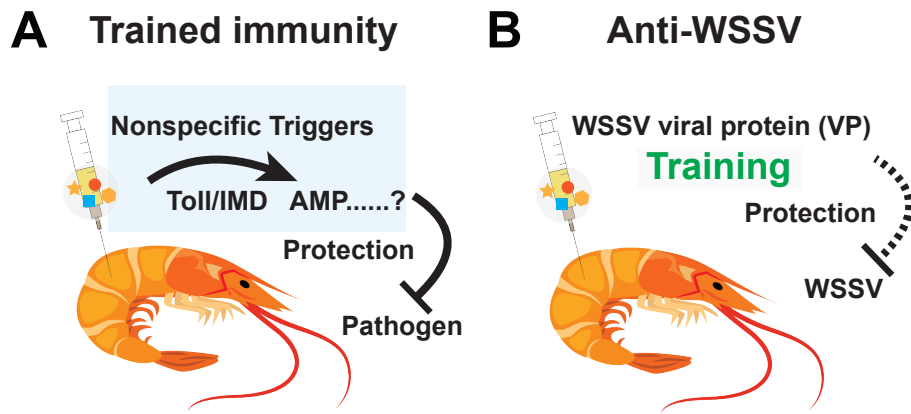 A Trained immunity
Nonspecific Triggers
Toll/IMD AMP......?
Protection
Pathogen
B Anti-WSSV
WSSV viral protein (VP)
Training
Protection
WSSV